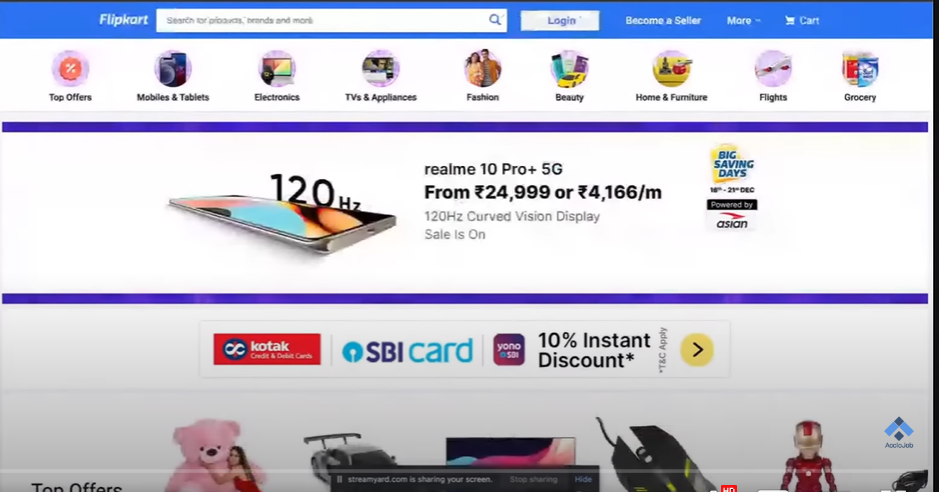 Flipkart
Search for products, brands and more
Login
Become a Seller
More
Cart
Top Offers
Mobiles & Tablets
Electronics
TVs & Appliances
Fashion
Beauty
Home & Furniture
Flights
Grocery
120Hz
realme 10 Pro+ 5G
From ₹24,999 or ₹4,166/m
120Hz Curved Vision Display
Sale Is On
BIG
SAVING
DAYS
16th - 21st DEC
Powered by
asian
kotak
Credit & Debit Cards
SBI card
yono
SBI
10% Instant
Discount*
*T&C Apply
AccioJob
streamyard.com is sharing your screen.
Stop sharing
Hide
Top Offers
HD